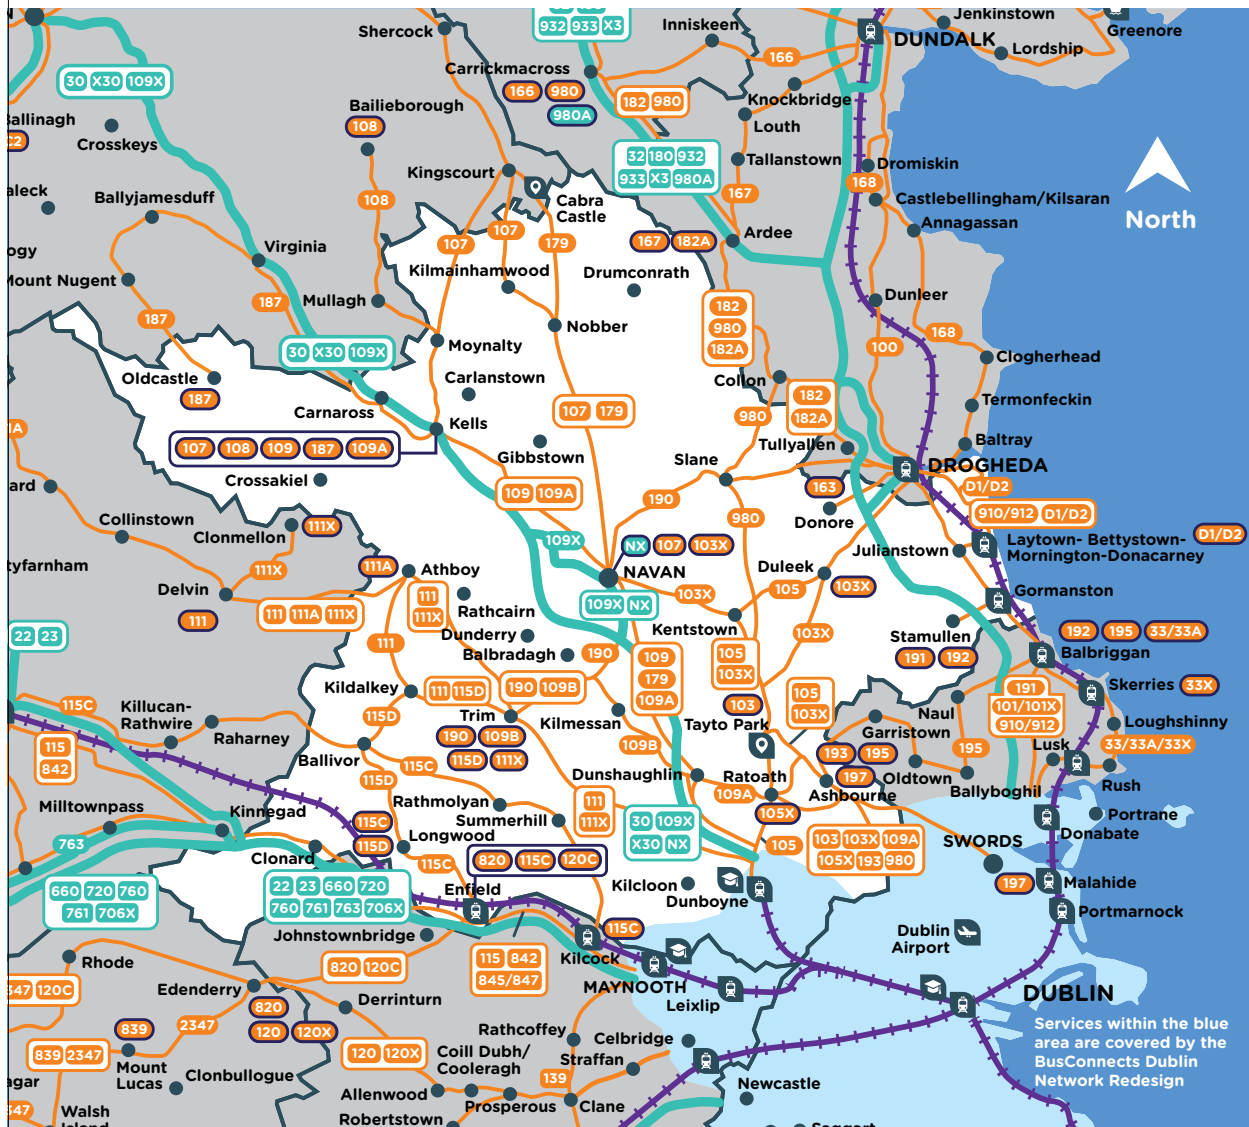 932 933 X3
Inniskeen
Jenkinstown
Greenore
Shercock
DUNDALK
Lordship
166
Carrickmacross
30 X30 109X
166 980
980A
182 980
Knockbridge
Louth
Bailieborough
108
Ballinagh
C2
Crosskeys
32 180 932
933 X3 980A
Tallanstown
Dromiskin
Kingscourt
168
167
Castlebellingham/Kilsaran
Annagassan
North
aleck
Ballyjamesduff
108
Cabra
Castle
107
107
179
167 182A
Ardee
ogy
Virginia
Kilmainhamwood
Drumconrath
Mount Nugent
187
Mullagh
187
Dunleer
182
980
182A
Nobber
168
100
Moynalty
30 X30 109X
Clogherhead
Oldcastle
187
Carlanstown
Collon
182
182A
Termonfeckin
Carnaross
107 179
980
1A
Kells
Tullyallen
Baltray
107 108 109 187 109A
Gibbstown
Slane
DROGHEDA
Crossakiel
109 109A
190
163
D1/D2
ard
Donore
910/912 D1/D2
Collinstown
Clonmellon
111X
980
109X
NX 107 103X
Julianstown
Laytown- Bettystown-
Mornington-Donacarney
D1/D2
tyfarnham
111X
111A
Athboy
NAVAN
Duleek
Delvin
111
111 111A 111X
111
111X
Rathcairn
109X NX
103X
105
103X
Gormanston
22 23
111
Dunderry
Balbradagh
Kentstown
103X
Stamullen
191 192
192 195 33/33A
Balbriggan
190
109
179
109A
105
103X
Kildalkey
111 115D
190 109B
103
105
103X
191
101/101X
910/912
Skerries
33X
115C
Killucan-
Rathwire
Raharney
115D
Trim
190 109B
115D 111X
Kilmessan
Tayto Park
Naul
Garristown
Loughshinny
115
842
109B
193 195
197
195
Lusk
33/33A/33X
Ballivor
115C
115D
Dunshaughlin
Ratoath
109A
Ashbourne
Oldtown
Ballyboghil
Rush
Milltownpass
Kinnegad
Rathmolyan
Summerhill
111
111X
105X
Portrane
Donabate
763
115C
115D
Longwood
30 109X
X30 NX
105
103 103X 109A
105X 193 980
SWORDS
Clonard
115C
820 115C 120C
197
Malahide
660 720 760
761 706X
22 23 660 720
760 761 763 706X
Enfield
Kilcloon
Dunboyne
Portmarnock
Johnstownbridge
115C
Dublin
Airport
Rhode
820 120C
115 842
845/847
Kilcock
MAYNOOTH
Leixlip
347 120C
Edenderry
820
120 120X
Derrinturn
DUBLIN
839
2347
Rathcoffey
Celbridge
Services within the blue
area are covered by the
BusConnects Dublin
Network Redesign
839 2347
Mount
Lucas
120 120X
Coill Dubh/
Cooleragh
Straffan
agar
Clonbullogue
139
Newcastle
347
Walsh
Island
Allenwood
Prosperous
Clane
Robertstown
Saggart